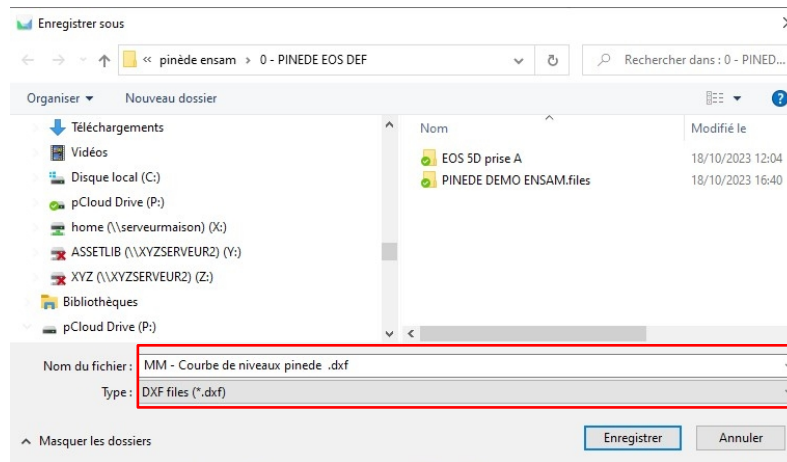 Enregistrer sous
« pinède ensam > 0 - PINEDE EOS DEF
Rechercher dans : 0 - PINED...
Organiser
Nouveau dossier
Téléchargements
Vidéos
Disque local (C:)
pCloud Drive (P:)
home (\\serveurmaison) (X:)
ASSETLIB (\\XYZSERVEUR2) (Y:)
XYZ (\\XYZSERVEUR2) (Z:)
Bibliothèques
pCloud Drive (P:)
Nom Modifié le
EOS 5D prise A 18/10/2023 12:04
PINEDE DEMO ENSAM.files 18/10/2023 16:40
Nom du fichier : MM - Courbe de niveaux pinede .dxf
Type : DXF files (*.dxf)
Masquer les dossiers
Enregistrer
Annuler